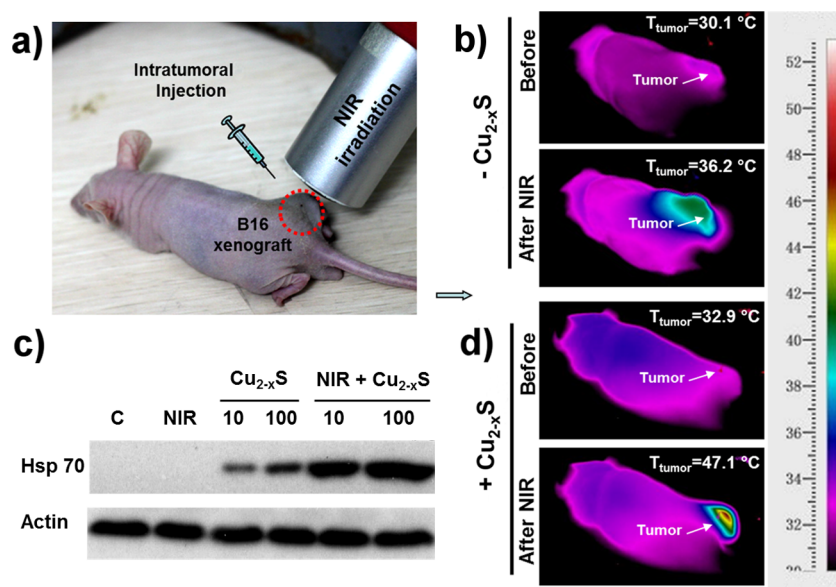 a)
Intratumoral
Injection
NIR
irradiation
B16
xenograft
b)
- Cu2-xS
Before
Ttumor=30.1 °C
Tumor
After NIR
Ttumor=36.2 °C
Tumor
c)
Cu2-xS
NIR + Cu2-xS
C
NIR
10
100
10
100
Hsp 70
Actin
d)
+ Cu2-xS
Before
Ttumor=32.9 °C
Tumor
After NIR
Ttumor=47.1 °C
Tumor
52
50
48
46
44
42
40
38
36
34
32